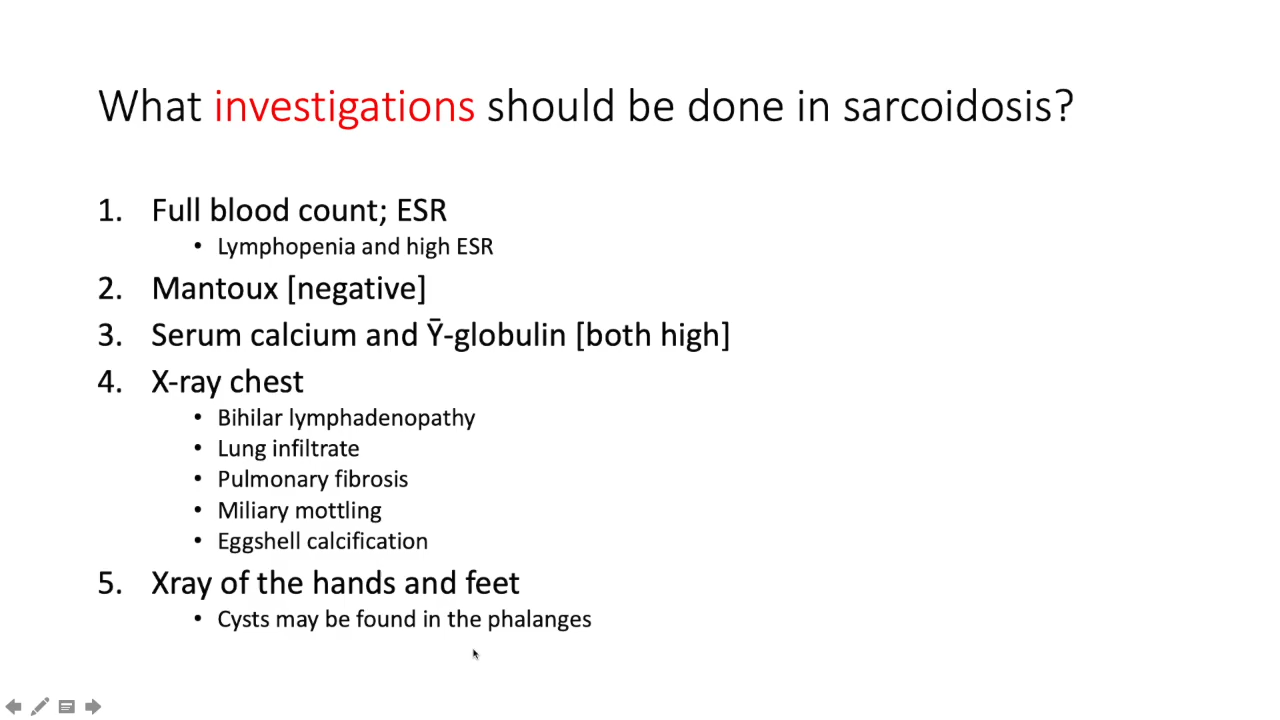 What investigations should be done in sarcoidosis?
1. Full blood count; ESR
• Lymphopenia and high ESR
2. Mantoux [negative]
3. Serum calcium and Ȳ-globulin [both high]
4. X-ray chest
• Bihilar lymphadenopathy
• Lung infiltrate
• Pulmonary fibrosis
• Miliary mottling
• Eggshell calcification
5. Xray of the hands and feet
• Cysts may be found in the phalanges